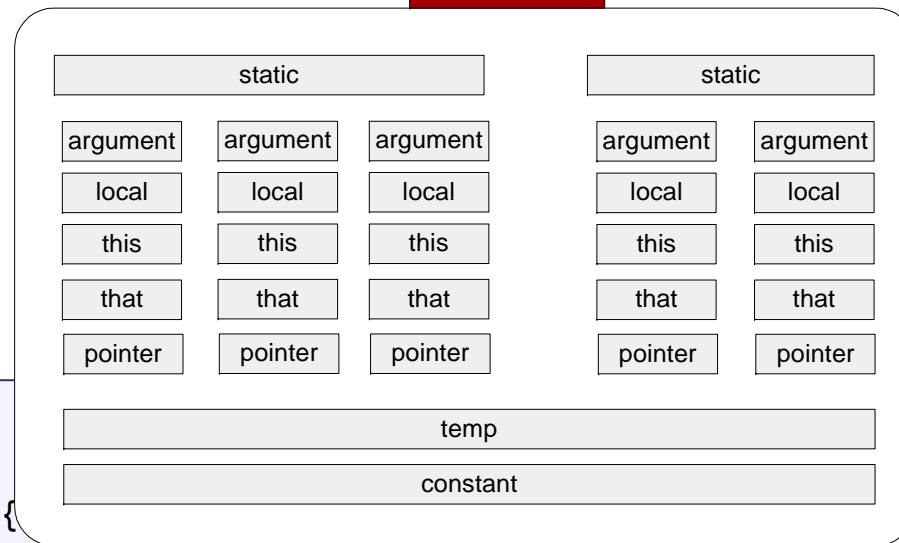 static static
argument argument argument argument argument
local local local local local
this this this this this
that that that that that
pointer pointer pointer pointer pointer
temp
constant
{